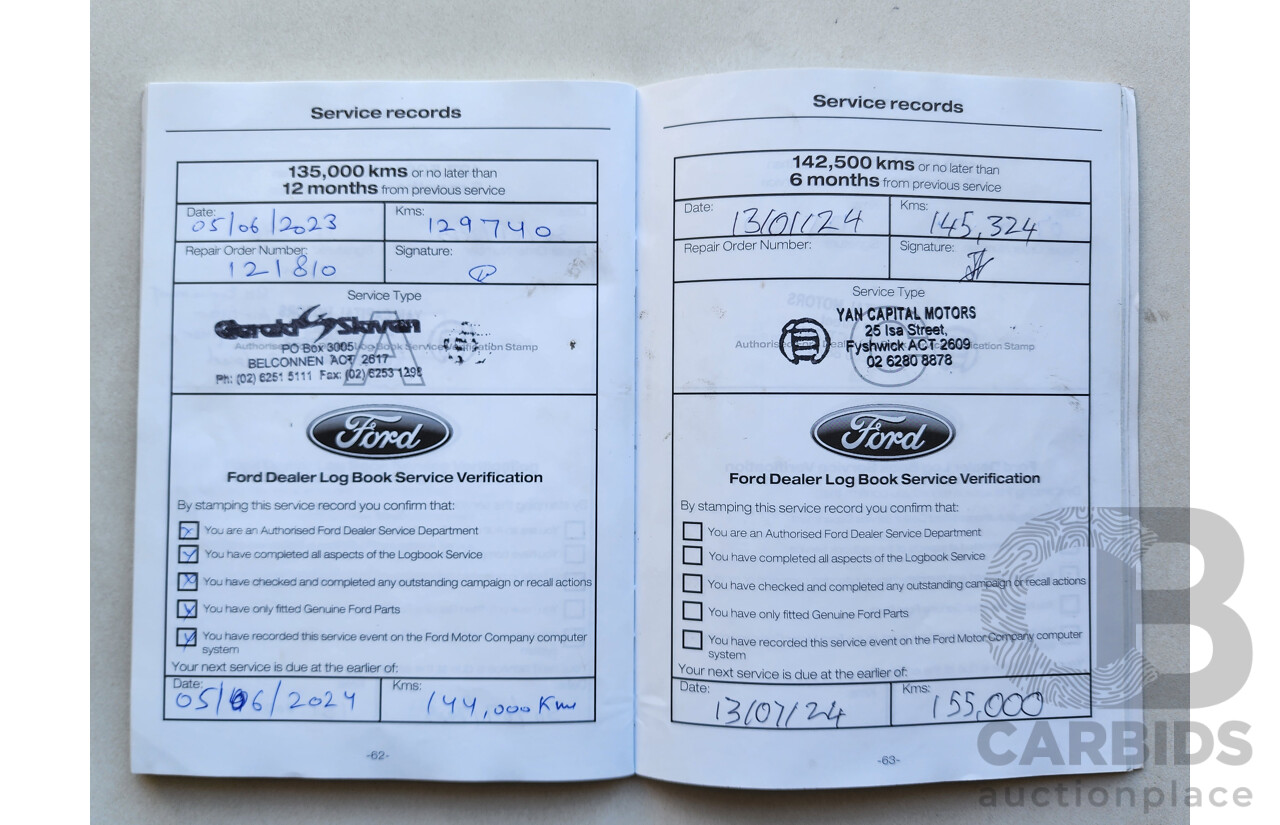 Service records
135,000 kms or no later than
12 months from previous service
Date: 05/06/2023
Kms: 129740
Repair Order Number: 121810
Signature:
Service Type
Gerald Slaven
PO Box 3005
BELCONNEN ACT 2617
Ph: (02) 6251 5111 Fax: (02) 6253 1298
Ford
Ford Dealer Log Book Service Verification
By stamping this service record you confirm that:
You are an Authorised Ford Dealer Service Department
You have completed all aspects of the Logbook Service
You have checked and completed any outstanding campaign or recall actions
You have only fitted Genuine Ford Parts
You have recorded this service event on the Ford Motor Company computer
system
Your next service is due at the earlier of:
Date: 05/06/2024
Kms: 144,000 Km
-62-
Service records
142,500 kms or no later than
6 months from previous service
Date: 13/01/24
Kms: 145,324
Repair Order Number:
Signature:
Service Type
YAN CAPITAL MOTORS
25 Isa Street,
Fyshwick ACT 2609
02 6280 8878
Ford
Ford Dealer Log Book Service Verification
By stamping this service record you confirm that:
You are an Authorised Ford Dealer Service Department
You have completed all aspects of the Logbook Service
You have checked and completed any outstanding campaign or recall actions
You have only fitted Genuine Ford Parts
You have recorded this service event on the Ford Motor Company computer
system
Your next service is due at the earlier of:
Date: 13/07/24
Kms: 155,000
-63-
CB
CARBIDS
auctionplace